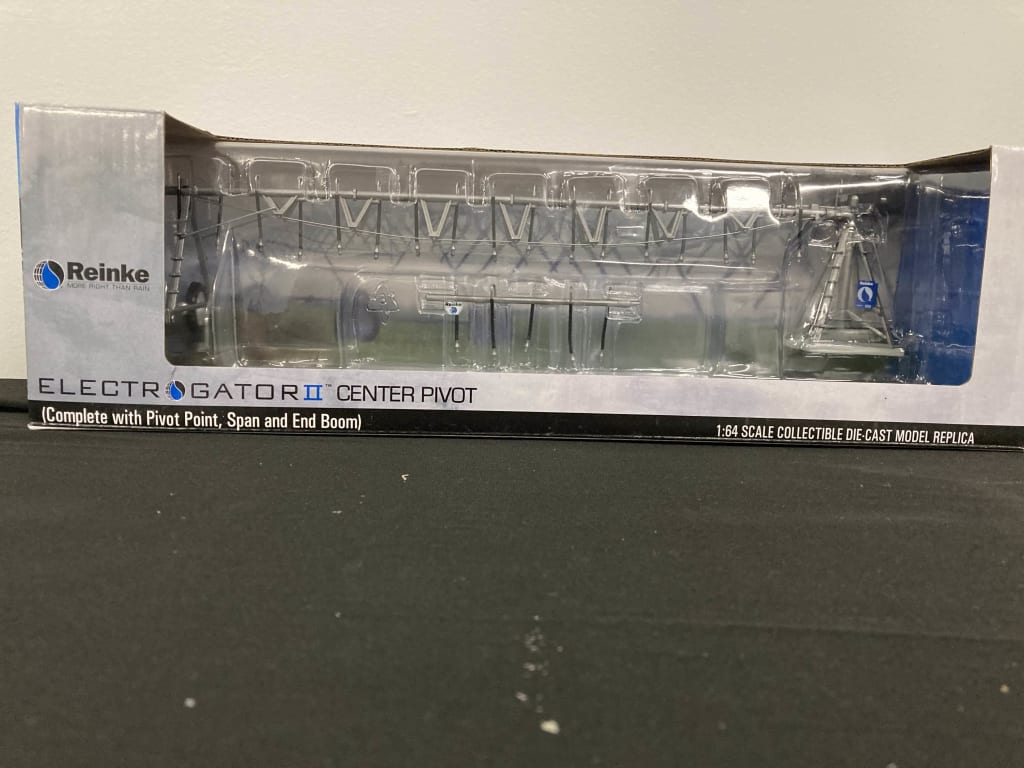 Reinke
MORE RIGHT THAN RAIN
ELECTROGATOR II™ CENTER PIVOT
(Complete with Pivot Point, Span and End Boom)
1:64 SCALE COLLECTIBLE DIE-CAST MODEL REPLICA